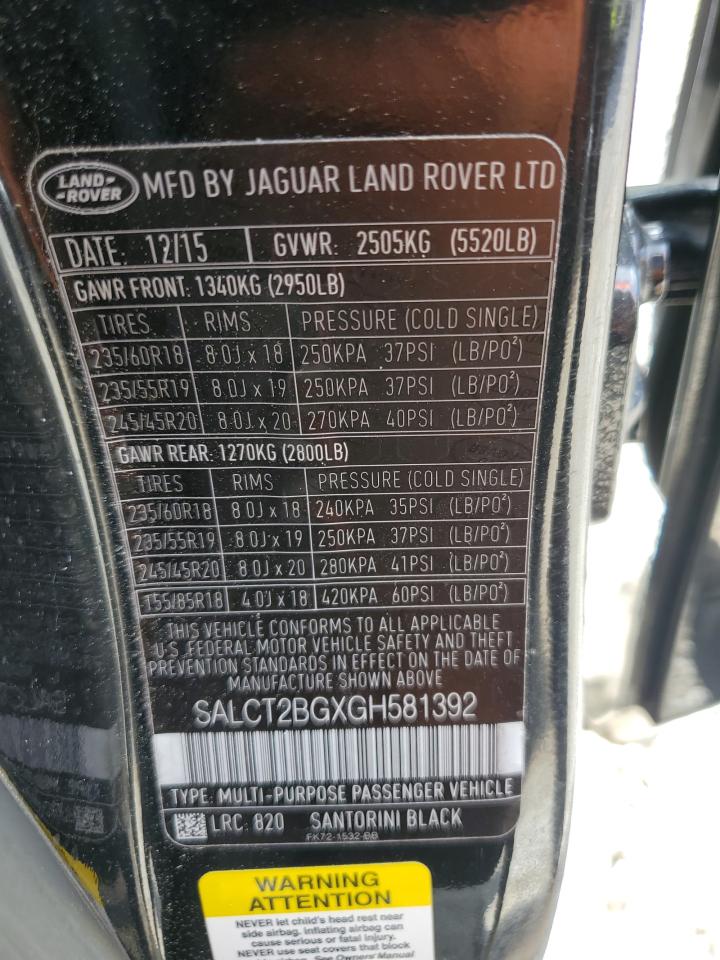 LAND-
-ROVER
MFD BY JAGUAR LAND ROVER LTD
DATE: 12/15 GVWR: 2505KG (5520LB)
GAWR FRONT: 1340KG (2950LB)
TIRES RIMS PRESSURE (COLD SINGLE)
235/60R18 8.0J x 18 250KPA 37PSI (LB/PO²)
235/55R19 8.0J x 19 250KPA 37PSI (LB/PO²)
245/45R20 8.0J x 20 270KPA 40PSI (LB/PO²)
GAWR REAR: 1270KG (2800LB)
TIRES RIMS PRESSURE (COLD SINGLE)
235/60R18 8.0J x 18 240KPA 35PSI (LB/PO²)
235/55R19 8.0J x 19 250KPA 37PSI (LB/PO²)
245/45R20 8.0J x 20 280KPA 41PSI (LB/PO²)
155/85R18 4.0J x 18 420KPA 60PSI (LB/PO²)
THIS VEHICLE CONFORMS TO ALL APPLICABLE
U.S. FEDERAL MOTOR VEHICLE SAFETY AND THEFT
PREVENTION STANDARDS IN EFFECT ON THE DATE OF
MANUFACTURE SHOWN ABOVE
SALCT2BGXGH581392
TYPE: MULTI-PURPOSE PASSENGER VEHICLE
LRC: 820 SANTORINI BLACK
FK72-1532-BB
WARNING
ATTENTION
NEVER let child's head rest near
side airbag. inflating airbag can
cause serious or fatal injury.
NEVER use seat covers that block
See Owners Manual